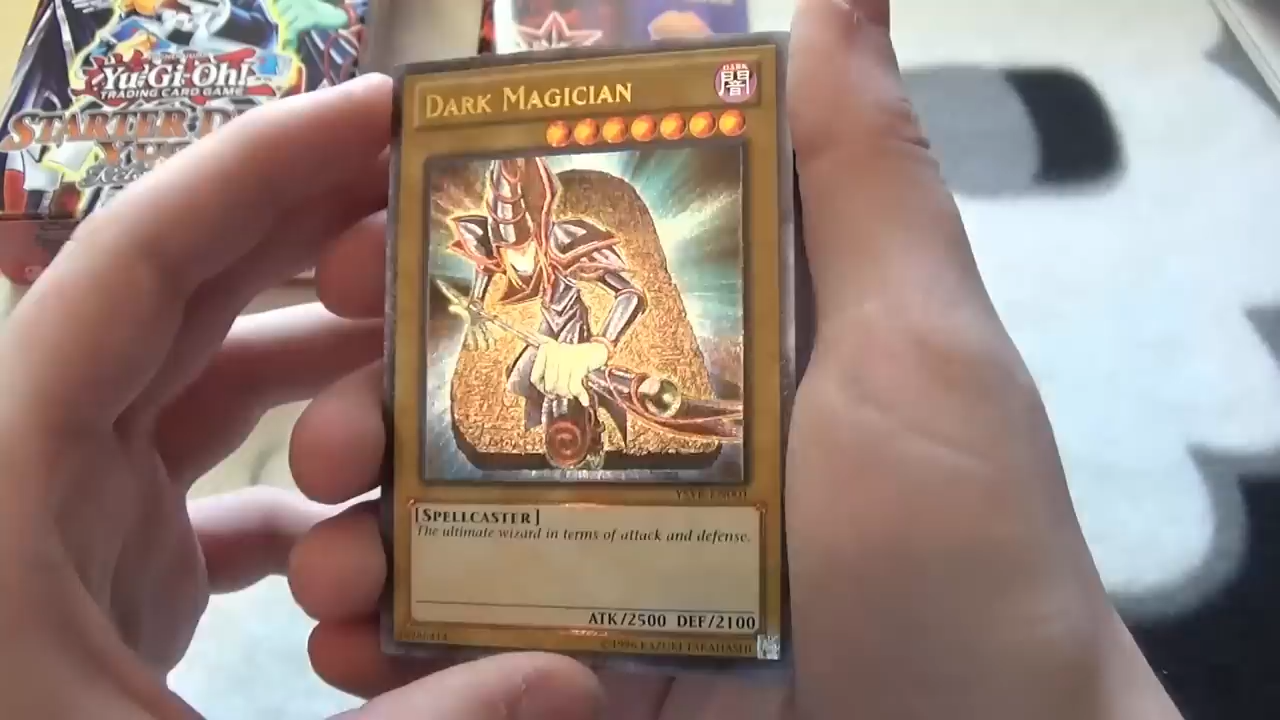 Yu-Gi-Oh!
TRADING CARD GAME
STARTER D
DARK MAGICIAN
DARK
闇
[SPELLCASTER]
The ultimate wizard in terms of attack and defense.
ATK/2500 DEF/2100
©1996 KAZUKI TAKAHASHI